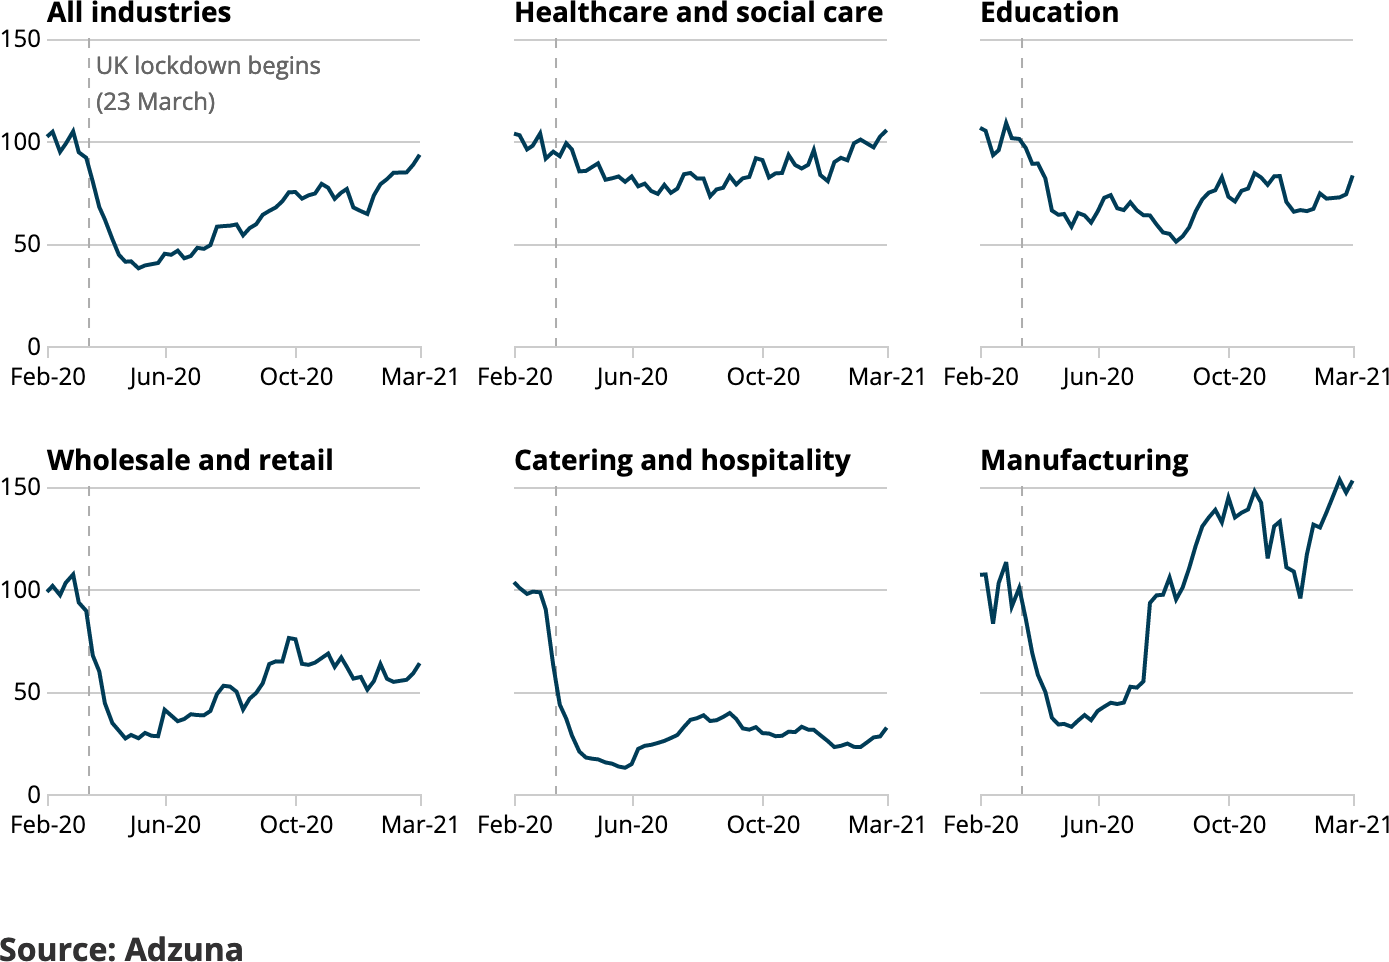 All industries
Healthcare and social care
Education
150
UK lockdown begins
(23 March)
100
50
0
Feb-20 Jun-20 Oct-20 Mar-21
Feb-20 Jun-20 Oct-20 Mar-21
Feb-20 Jun-20 Oct-20 Mar-21
Wholesale and retail
Catering and hospitality
Manufacturing
150
100
50
0
Feb-20 Jun-20 Oct-20 Mar-21
Feb-20 Jun-20 Oct-20 Mar-21
Feb-20 Jun-20 Oct-20 Mar-21
Source: Adzuna